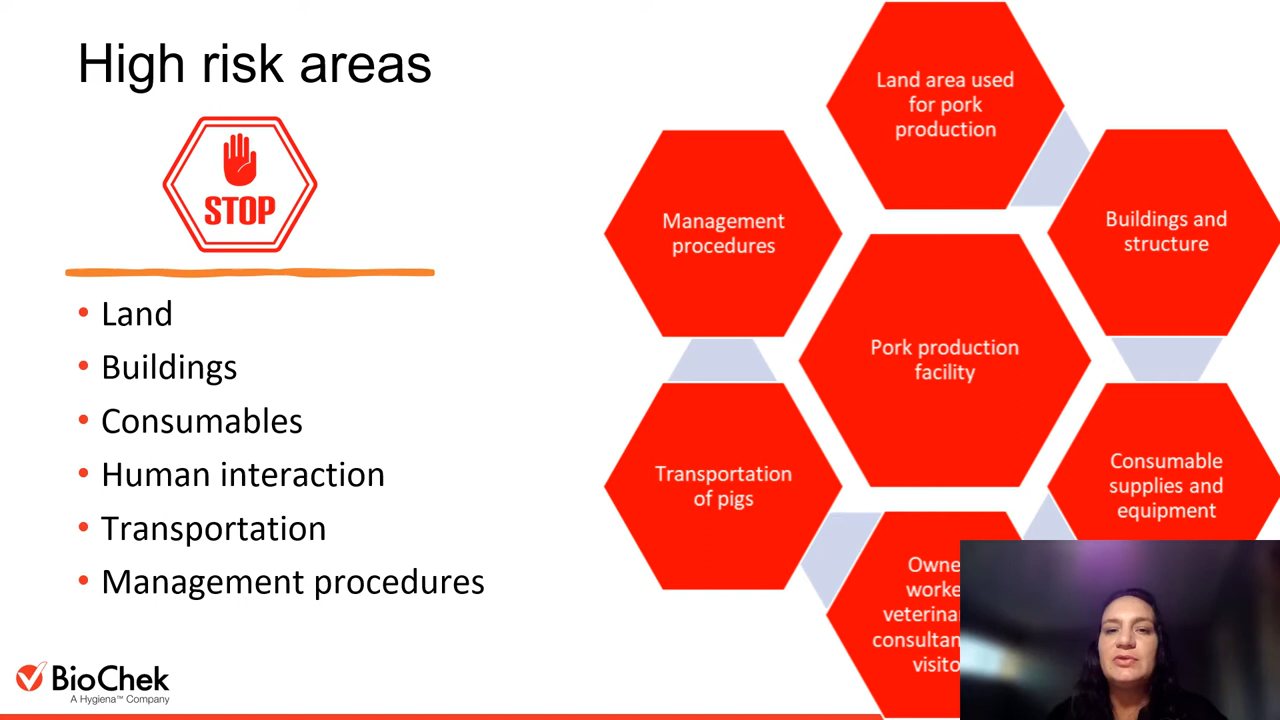 High risk areas
STOP
• Land
• Buildings
• Consumables
• Human interaction
• Transportation
• Management procedures
BioChek
A Hygiena™ Company
Land area used
for pork
production
Management
procedures
Buildings and
structure
Pork production
facility
Transportation
of pigs
Consumable
supplies and
equipment